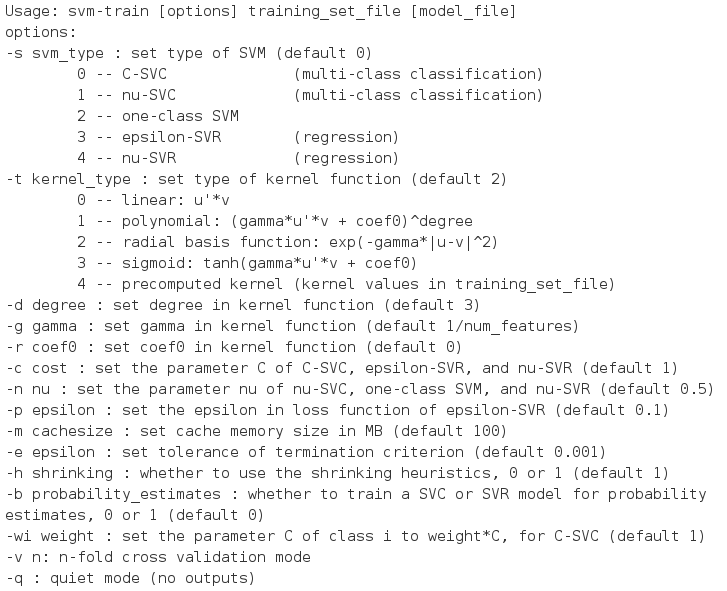 Usage: svm-train [options] training_set_file [model_file]
options:
-s svm_type : set type of SVM (default 0)
        0 -- C-SVC              (multi-class classification)
        1 -- nu-SVC             (multi-class classification)
        2 -- one-class SVM
        3 -- epsilon-SVR        (regression)
        4 -- nu-SVR             (regression)
-t kernel_type : set type of kernel function (default 2)
        0 -- linear: u'*v
        1 -- polynomial: (gamma*u'*v + coef0)^degree
        2 -- radial basis function: exp(-gamma*|u-v|^2)
        3 -- sigmoid: tanh(gamma*u'*v + coef0)
        4 -- precomputed kernel (kernel values in training_set_file)
-d degree : set degree in kernel function (default 3)
-g gamma : set gamma in kernel function (default 1/num_features)
-r coef0 : set coef0 in kernel function (default 0)
-c cost : set the parameter C of C-SVC, epsilon-SVR, and nu-SVR (default 1)
-n nu : set the parameter nu of nu-SVC, one-class SVM, and nu-SVR (default 0.5)
-p epsilon : set the epsilon in loss function of epsilon-SVR (default 0.1)
-m cachesize : set cache memory size in MB (default 100)
-e epsilon : set tolerance of termination criterion (default 0.001)
-h shrinking : whether to use the shrinking heuristics, 0 or 1 (default 1)
-b probability_estimates : whether to train a SVC or SVR model for probability
estimates, 0 or 1 (default 0)
-wi weight : set the parameter C of class i to weight*C, for C-SVC (default 1)
-v n: n-fold cross validation mode
-q : quiet mode (no outputs)